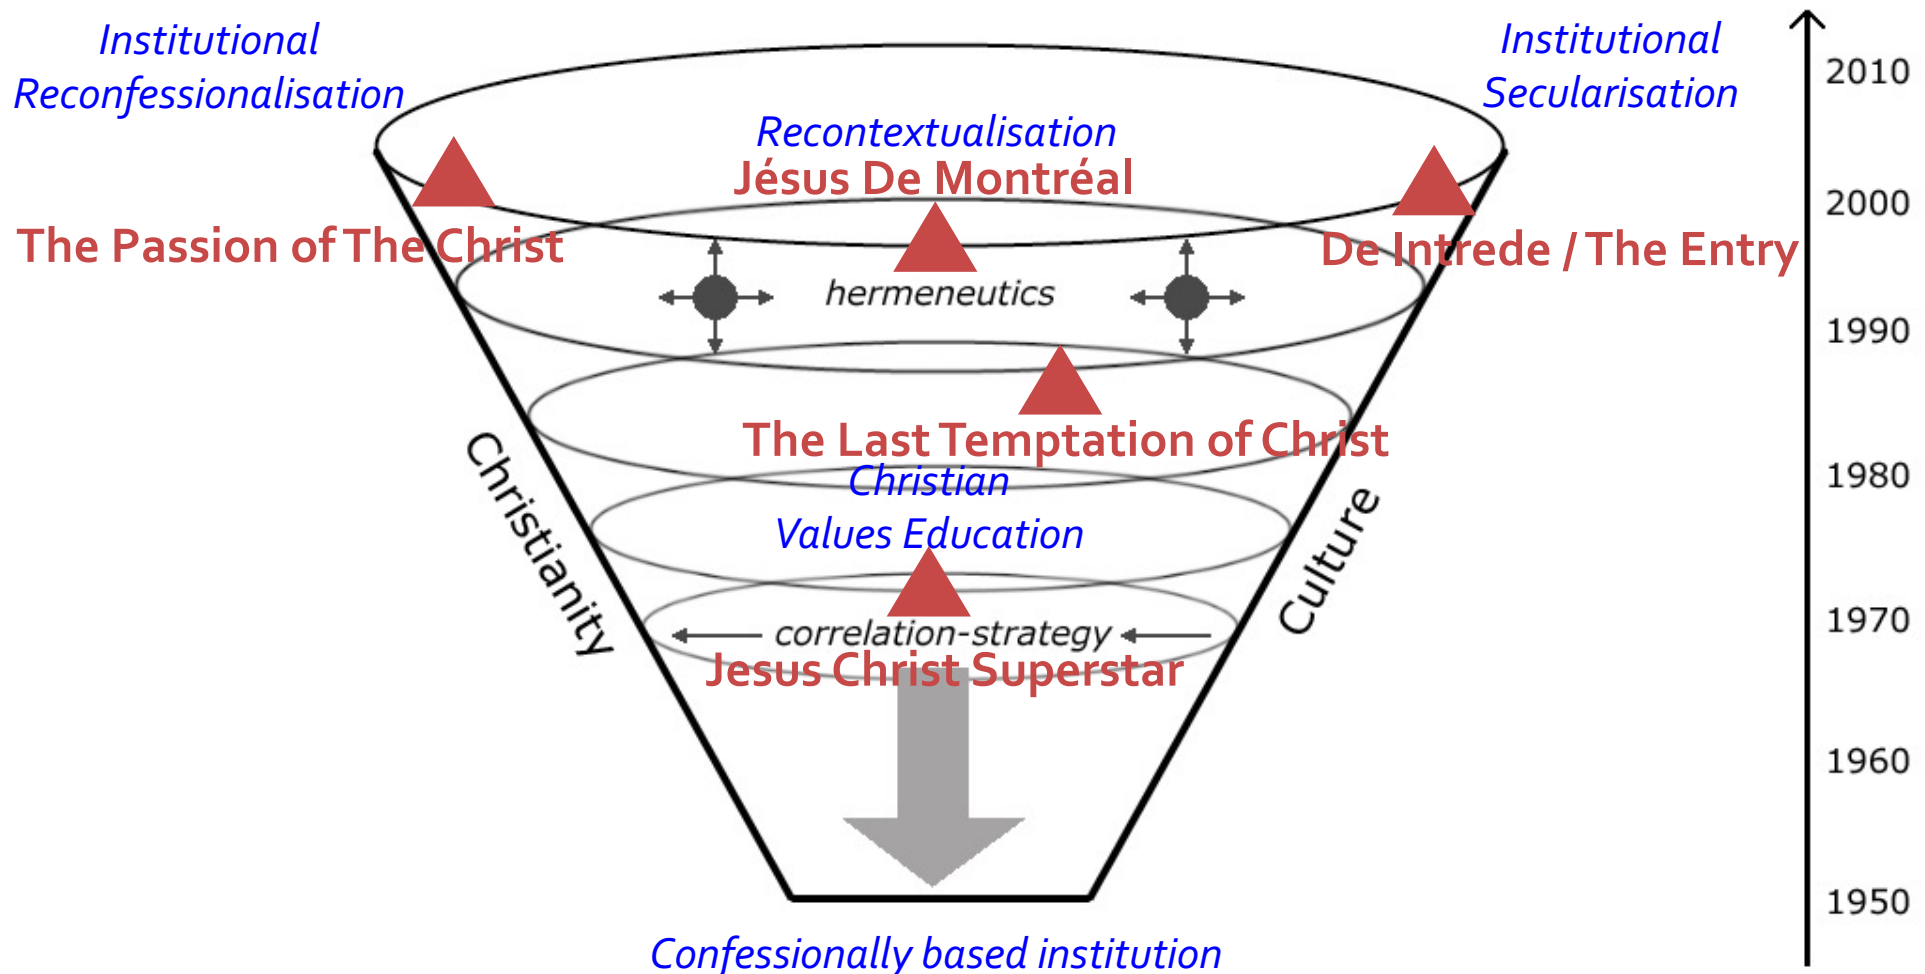 Institutional
Reconfessionalisation
Institutional
Secularisation
2010
Recontextualisation
Jésus De Montréal
2000
The Passion of The Christ
De Intrede / The Entry
hermeneutics
1990
The Last Temptation of Christ
Christian
Values Education
1980
Christianity
Culture
1970
correlation-strategy
Jesus Christ Superstar
1960
1950
Confessionally based institution